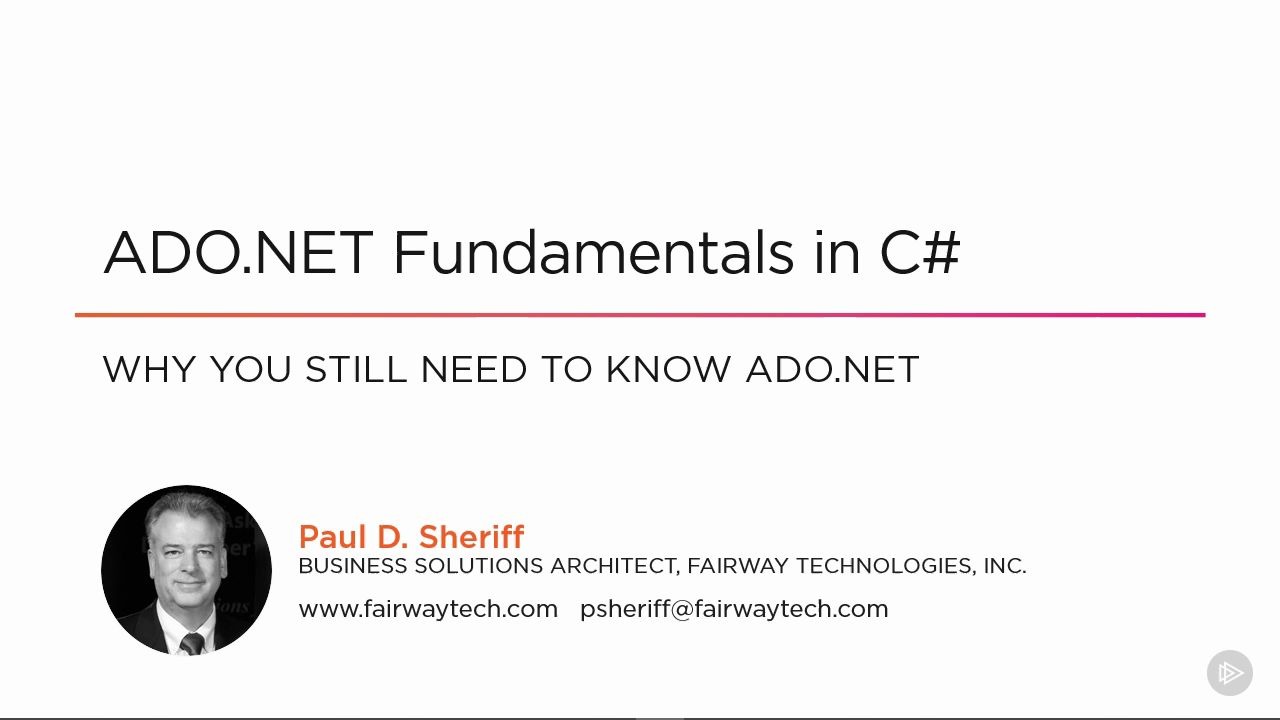 ADO.NET Fundamentals in C#
WHY YOU STILL NEED TO KNOW ADO.NET
Paul D. Sheriff
BUSINESS SOLUTIONS ARCHITECT, FAIRWAY TECHNOLOGIES, INC.
www.fairwaytech.com psheriff@fairwaytech.com